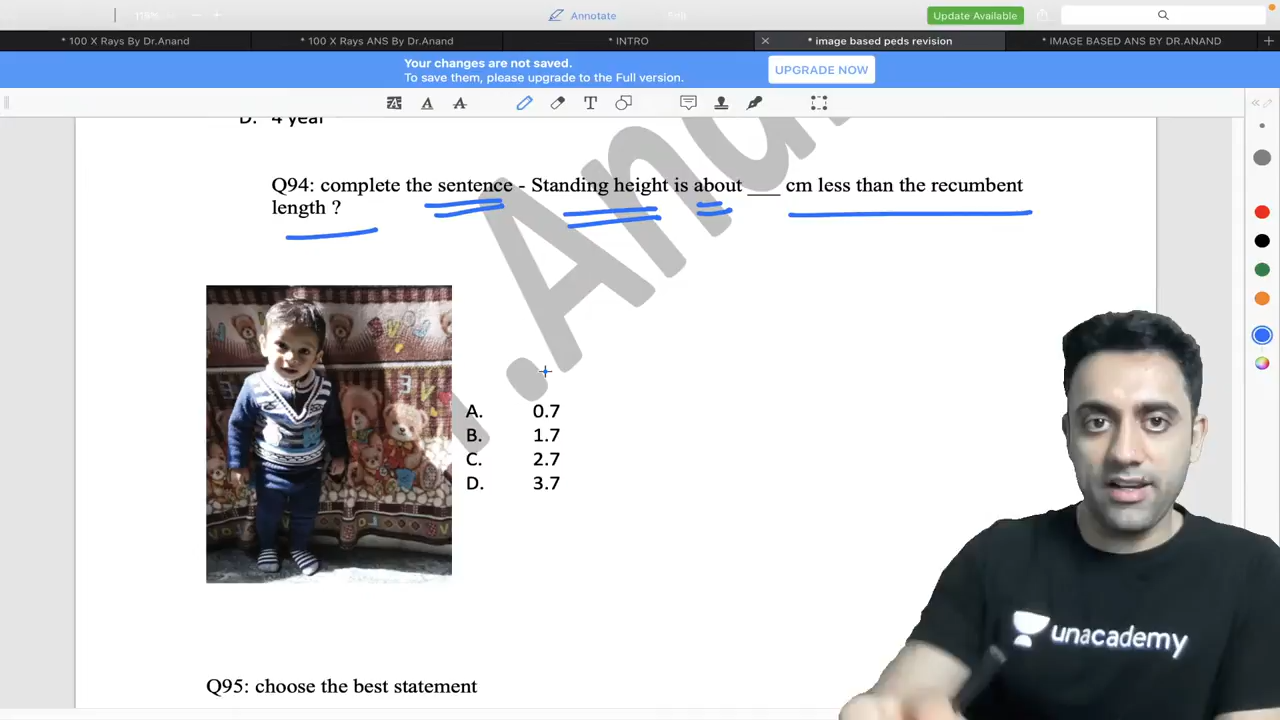 Annotate
Update Available
* 100 X Rays By Dr.Anand
* 100 X Rays ANS By Dr.Anand
* INTRO
* image based peds revision
* IMAGE BASED ANS BY DR.ANAND
Your changes are not saved.
To save them, please upgrade to the Full version.
UPGRADE NOW
D. 4 year
Q94: complete the sentence - Standing height is about ___ cm less than the recumbent
length ?
A. 0.7
B. 1.7
C. 2.7
D. 3.7
unacademy
Q95: choose the best statement